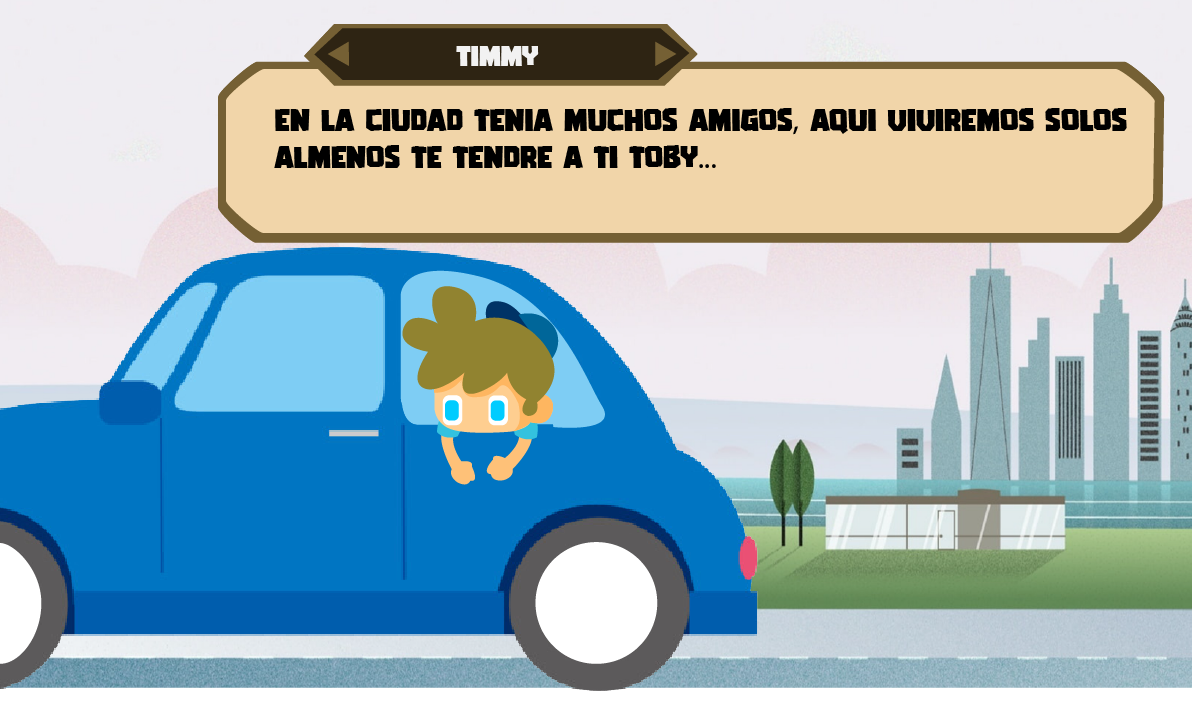 TIMMY
EN LA CIUDAD TENIA MUCHOS AMIGOS, AQUI VIVIREMOS SOLOS
ALMENOS TE TENDRE A TI TOBY...